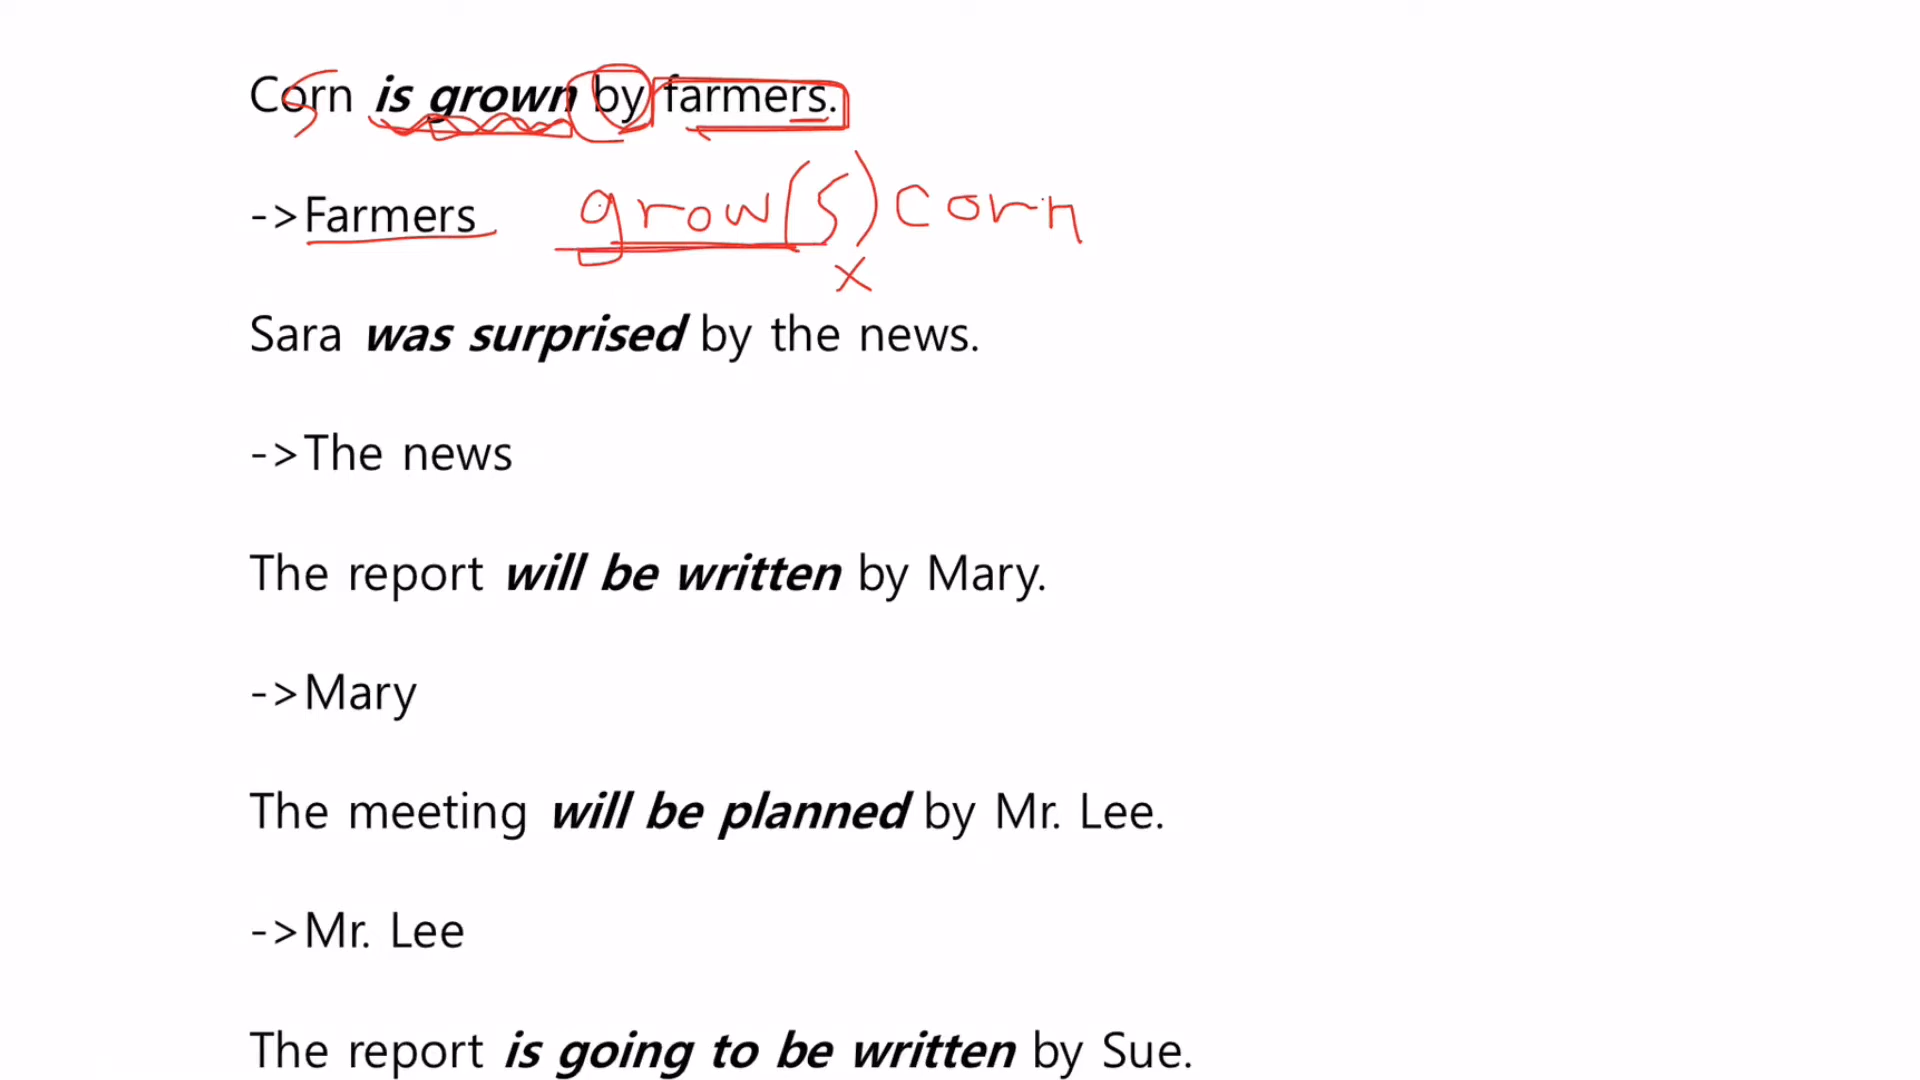 Corn is grown by farmers.
->Farmers grow(s) corn
x
Sara was surprised by the news.
->The news
The report will be written by Mary.
->Mary
The meeting will be planned by Mr. Lee.
->Mr. Lee
The report is going to be written by Sue.